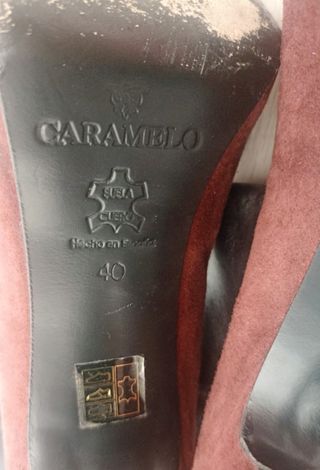 CARAMELO
SUELA
CUERO
Hecho en España
40